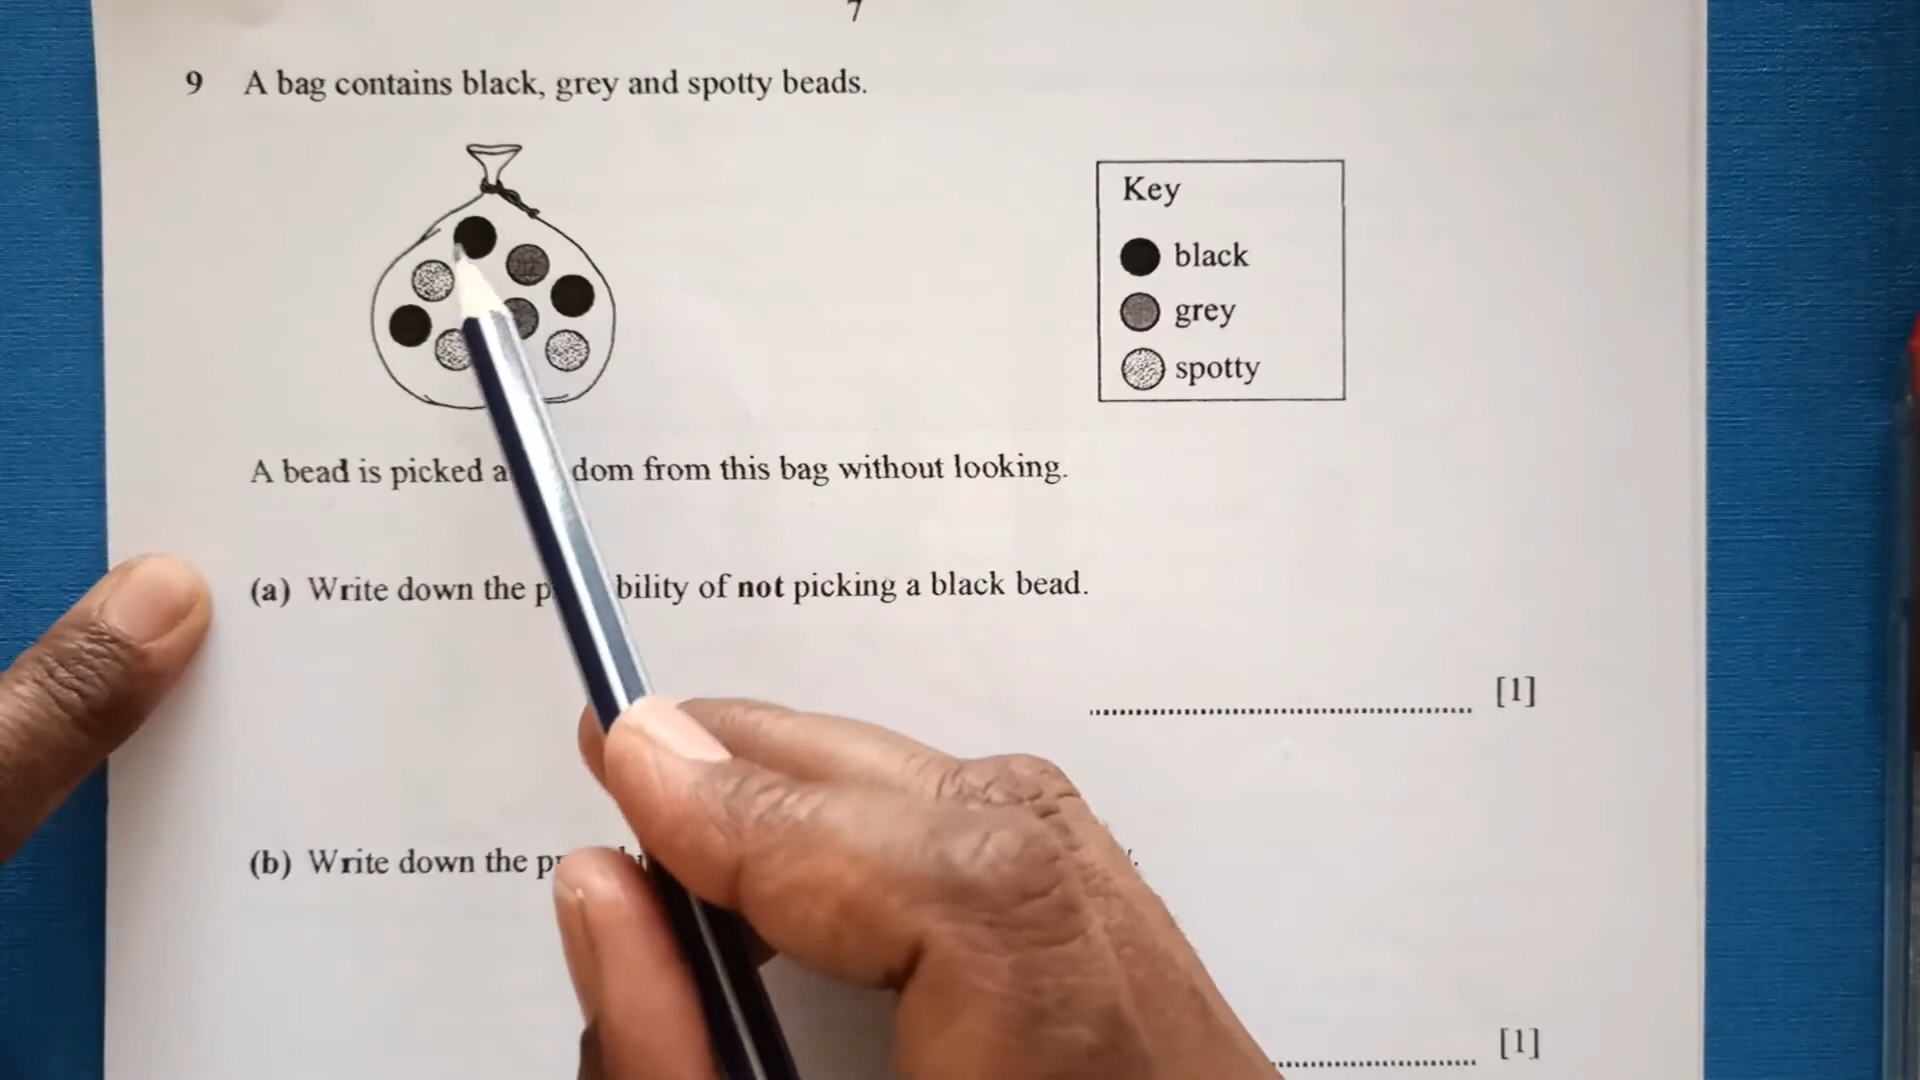 7
9 A bag contains black, grey and spotty beads.
Key
black
grey
spotty
A bead is picked a dom from this bag without looking.
(a) Write down the p bility of not picking a black bead.
[1]
(b) Write down the
[1]